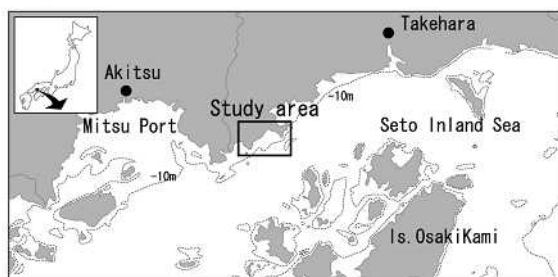 Takehara
Akitsu
-10m
Study area
Mitsu Port
Seto Inland Sea
-10m
Is. OsakiKami